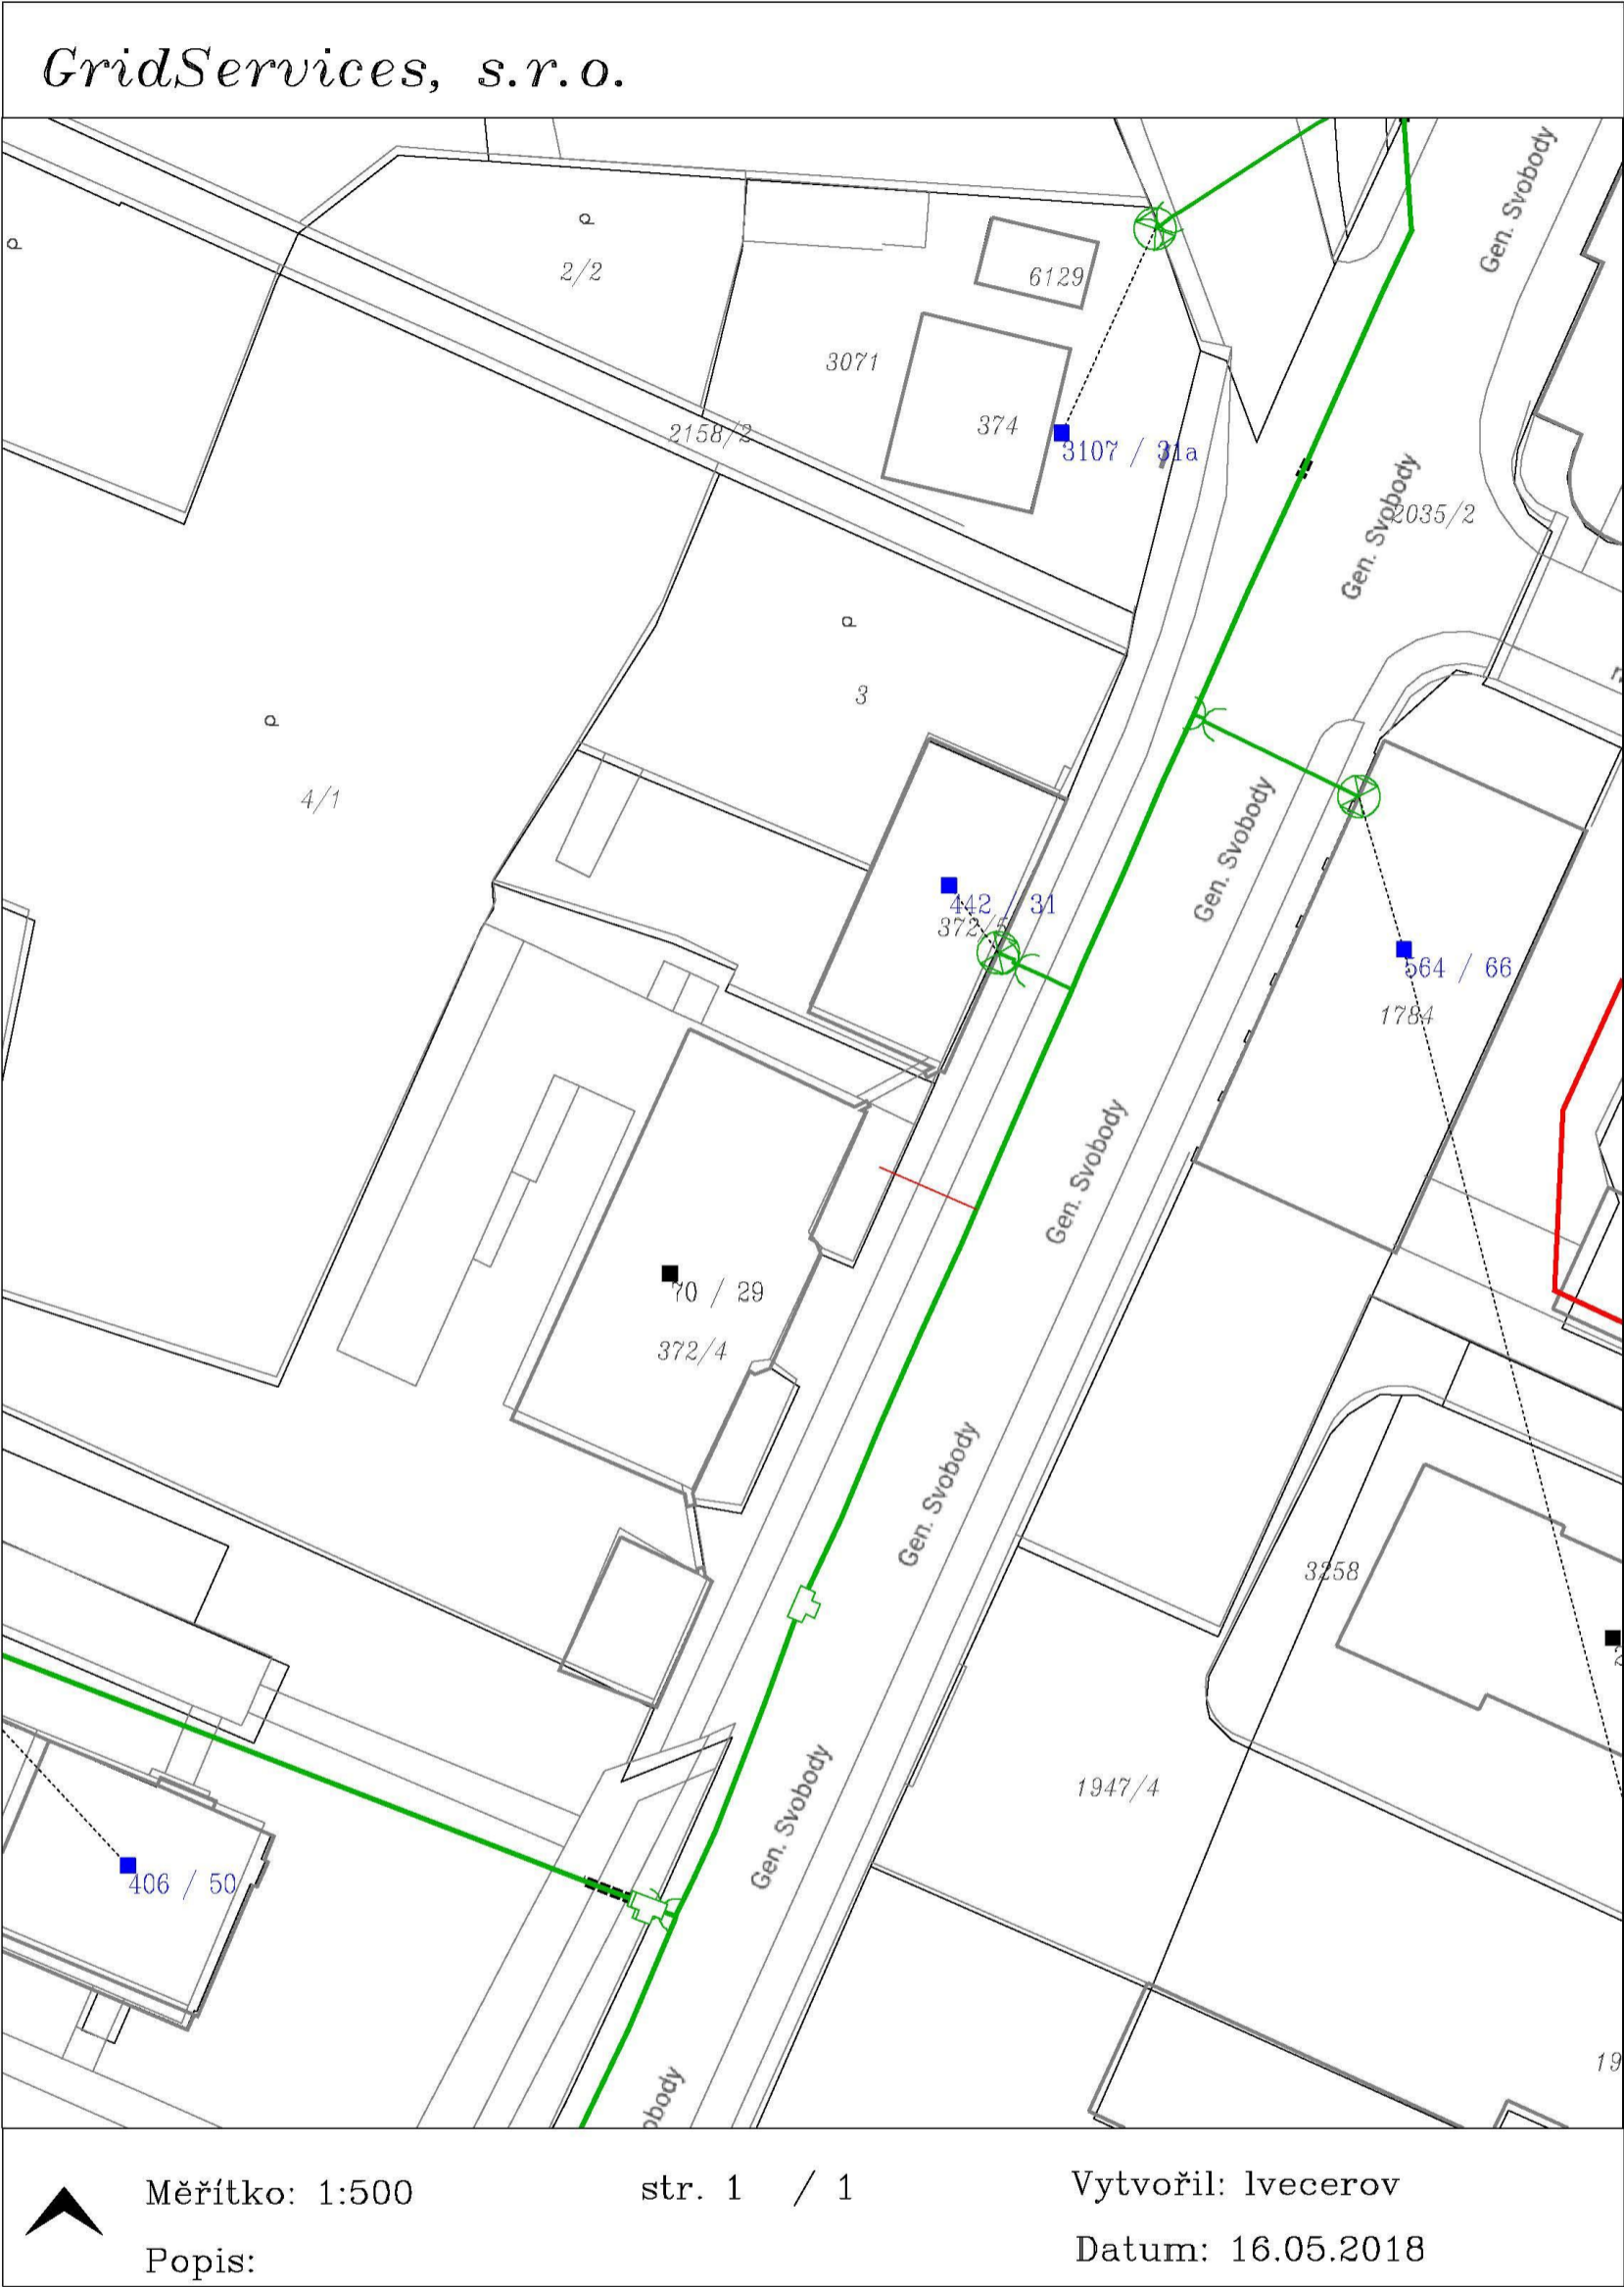 GridServices, s.r.o.
Gen. Svobody
p
p
2/2
6129
3071
374
2158/2
3107 / 31a
2035/2
Gen. Svobody
p
3
p
4/1
Gen. Svobody
442 / 31
372/5
564 / 66
1784
Gen. Svobody
70 / 29
372/4
Gen. Svobody
3258
1947/4
Gen. Svobody
406 / 50
19
obody
Měřítko: 1:500
str. 1 / 1
Vytvořil: lvecerov
Popis:
Datum: 16.05.2018